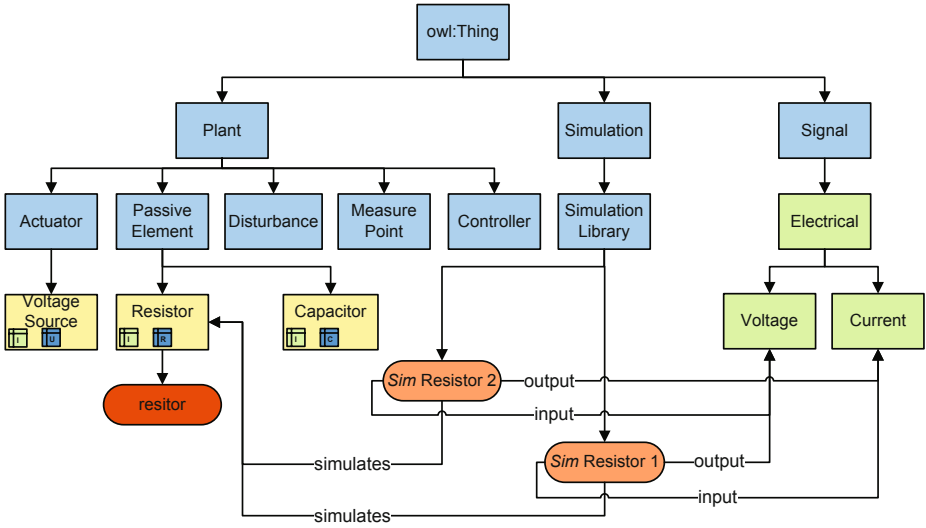 owl:Thing
Plant
Simulation
Signal
Actuator
Passive
Element
Disturbance
Measure
Point
Controller
Simulation
Library
Electrical
Voltage
Source
I
U
Resistor
I
R
Capacitor
I
C
Voltage
Current
Sim Resistor 2
output
input
resitor
simulates
Sim Resistor 1
output
input
simulates